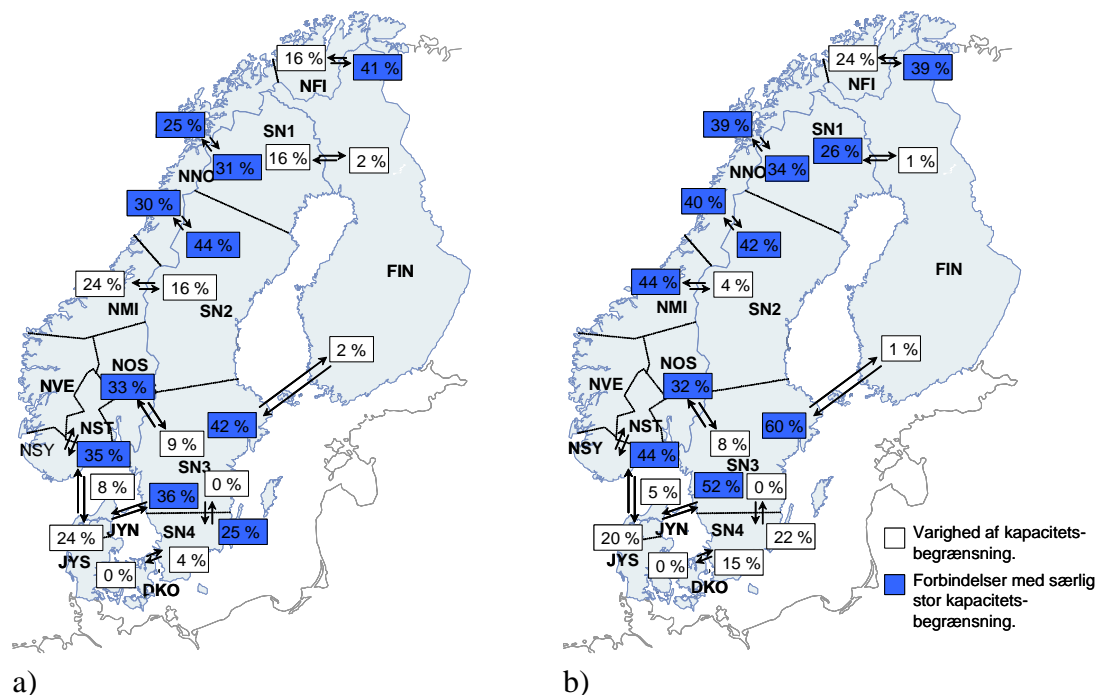 16 %
41 %
NFI
25 %
SN1
31 %
16 %
2 %
NNO
30 %
44 %
FIN
24 %
16 %
NMI
SN2
2 %
NOS
33 %
NVE
42 %
NST
9 %
NSY
35 %
SN3
8 %
36 %
0 %
JYN
SN4
25 %
24 %
JYS
4 %
0 %
DKO
a)
24 %
39 %
NFI
39 %
SN1
26 %
34 %
1 %
NNO
40 %
42 %
FIN
44 %
4 %
NMI
SN2
1 %
NOS
32 %
NVE
60 %
NST
8 %
NSY
44 %
SN3
5 %
52 %
0 %
JYN
SN4
22 %
20 %
JYS
15 %
0 %
DKO
Varighed af kapacitets-
begrænsning.
Forbindelser med særlig
stor kapacitets-
begrænsning.
b)